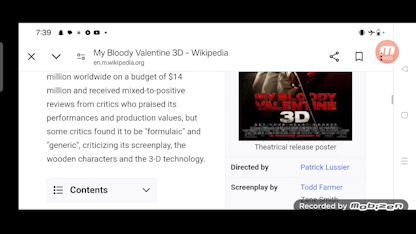 7:39
My Bloody Valentine 3D - Wikipedia
en.m.wikipedia.org
million worldwide on a budget of $14
million and received mixed-to-positive
reviews from critics who praised its
performances and production values, but
some critics found it to be "formulaic" and
"generic", criticizing its screenplay, the
wooden characters and the 3-D technology.
Contents
MY BLOODY
VALENTINE
3D
Theatrical release poster
Directed by Patrick Lussier
Screenplay by Todd Farmer
Zane Smith
Recorded by Mobizen